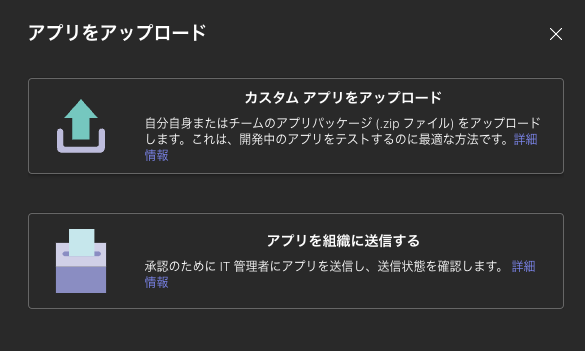 アプリをアップロード
カスタム アプリをアップロード
自分自身またはチームのアプリパッケージ (.zip ファイル) をアップロード
します。これは、開発中のアプリをテストするのに最適な方法です。詳細
情報
アプリを組織に送信する
承認のために IT 管理者にアプリを送信し、送信状態を確認します。 詳細
情報